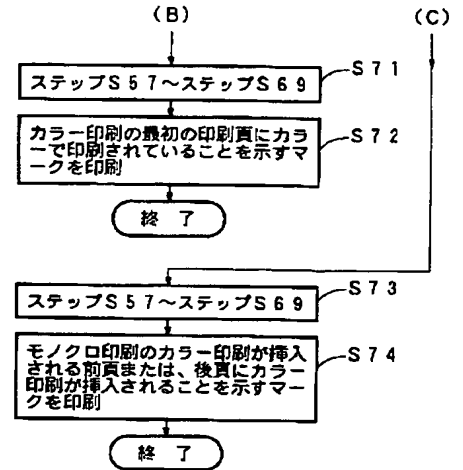 (B)
(C)
ステップS57〜ステップS69
S71
カラー印刷の最初の印刷頁にカラ
ーで印刷されていることを示すマ
ークを印刷
S72
終了
ステップS57〜ステップS69
S73
モノクロ印刷のカラー印刷が挿入
される前頁または、後頁にカラー
印刷が挿入されることを示すマー
クを印刷
S74
終了